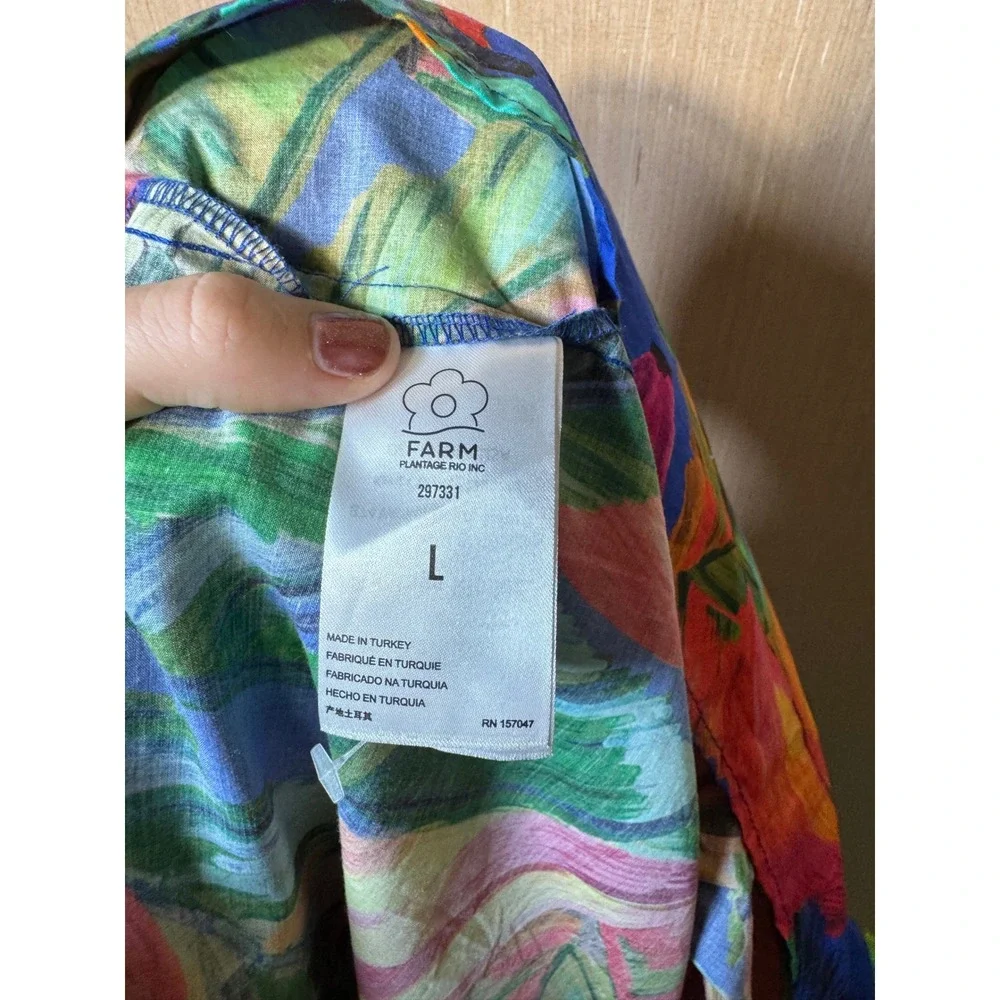 FARM
PLANTAGE RIO INC
297331
L
MADE IN TURKEY
FABRIQUÉ EN TURQUIE
FABRICADO NA TURQUIA
HECHO EN TURQUIA
产地土耳其
RN 157047